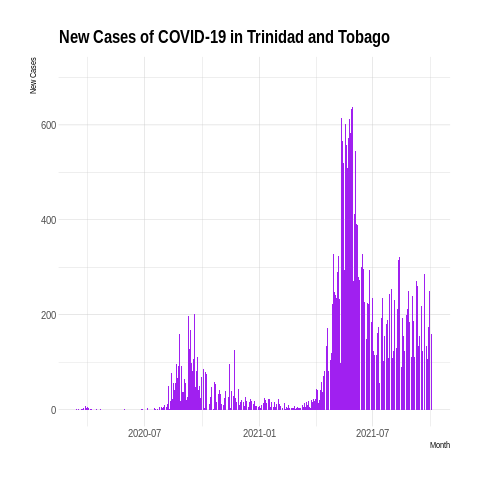 New Cases of COVID-19 in Trinidad and Tobago
New Cases
600
400
200
0
2020-07
2021-01
2021-07
Month